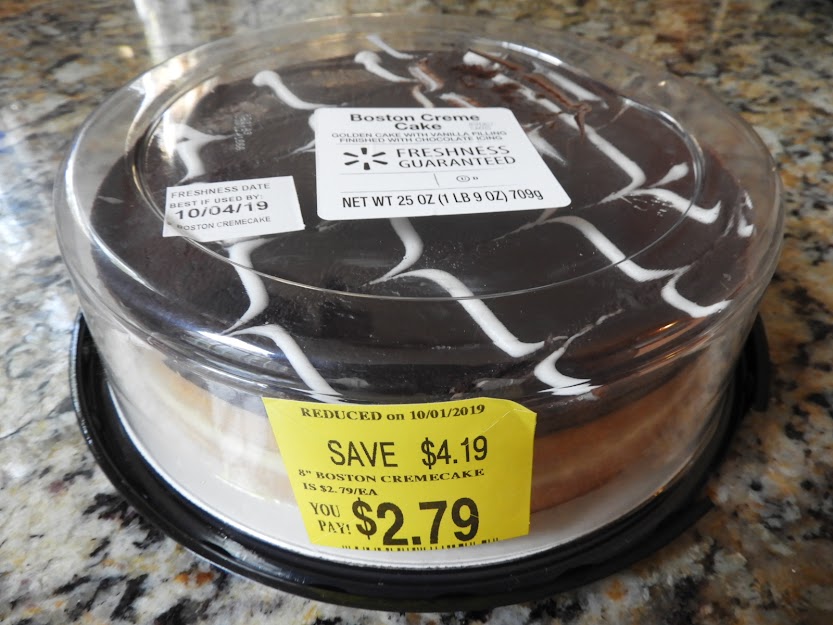 Boston Creme
Cake
GOLDEN CAKE WITH VANILLA FILLING
FINISHED WITH CHOCOLATE ICING
FRESHNESS
GUARANTEED
NET WT 25 OZ (1 LB 9 OZ) 709g
FRESHNESS DATE
BEST IF USED BY:
10/04/19
BOSTON CREMECAKE
REDUCED on 10/01/2019
SAVE $4.19
8" BOSTON CREMECAKE
IS $2.79/EA
YOU
PAY! $2.79